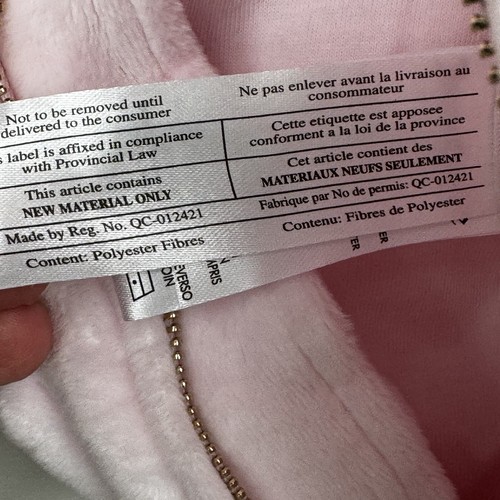 Not to be removed until
delivered to the consumer
label is affixed in compliance
with Provincial Law
This article contains
NEW MATERIAL ONLY
Made by Reg. No. QC-012421
Content: Polyester Fibres
Ne pas enlever avant la livraison au
consommateur
Cette etiquette est apposee
conforment a la loi de la province
Cet article contient des
MATERIAUX NEUFS SEULEMENT
Fabrique par No de permis: QC-012421
Contenu: Fibres de Polyester